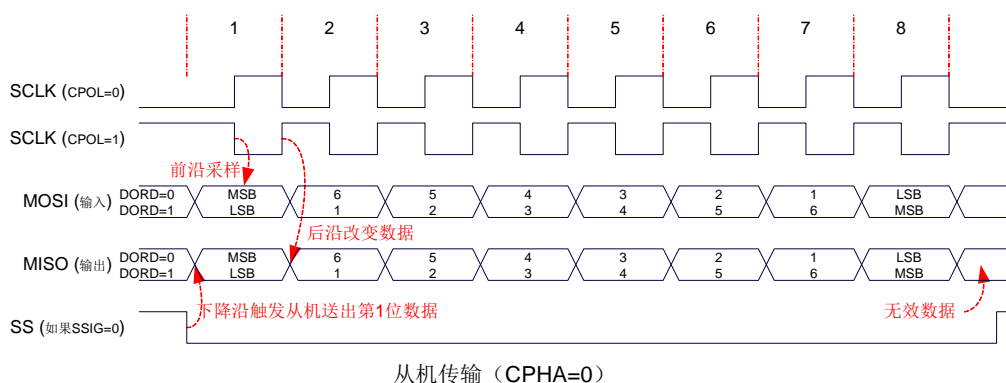 1 2 3 4 5 6 7 8
SCLK (CPOL=0)
SCLK (CPOL=1)
前沿采样
MOSI (输入) DORD=0 MSB 6 5 4 3 2 1 LSB
DORD=1 LSB 1 2 3 4 5 6 MSB
后沿改变数据
MISO (输出) DORD=0 MSB 6 5 4 3 2 1 LSB
DORD=1 LSB 1 2 3 4 5 6 MSB
下降沿触发从机送出第1位数据 无效数据
SS (如果SSIG=0)
从机传输（CPHA=0）